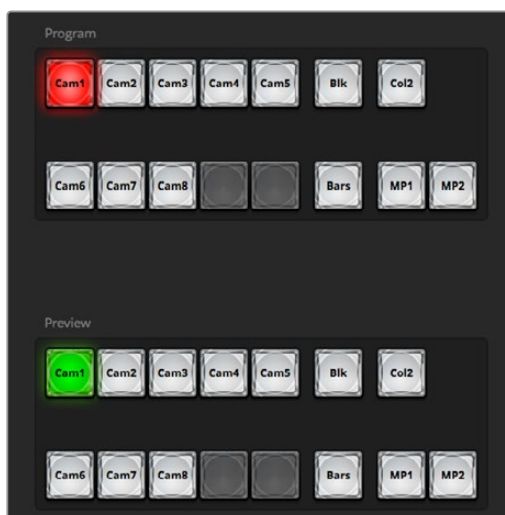 Program
Cam1 Cam2 Cam3 Cam4 Cam5 Blk Col2
Cam6 Cam7 Cam8 Bars MP1 MP2
Preview
Cam1 Cam2 Cam3 Cam4 Cam5 Blk Col2
Cam6 Cam7 Cam8 Bars MP1 MP2